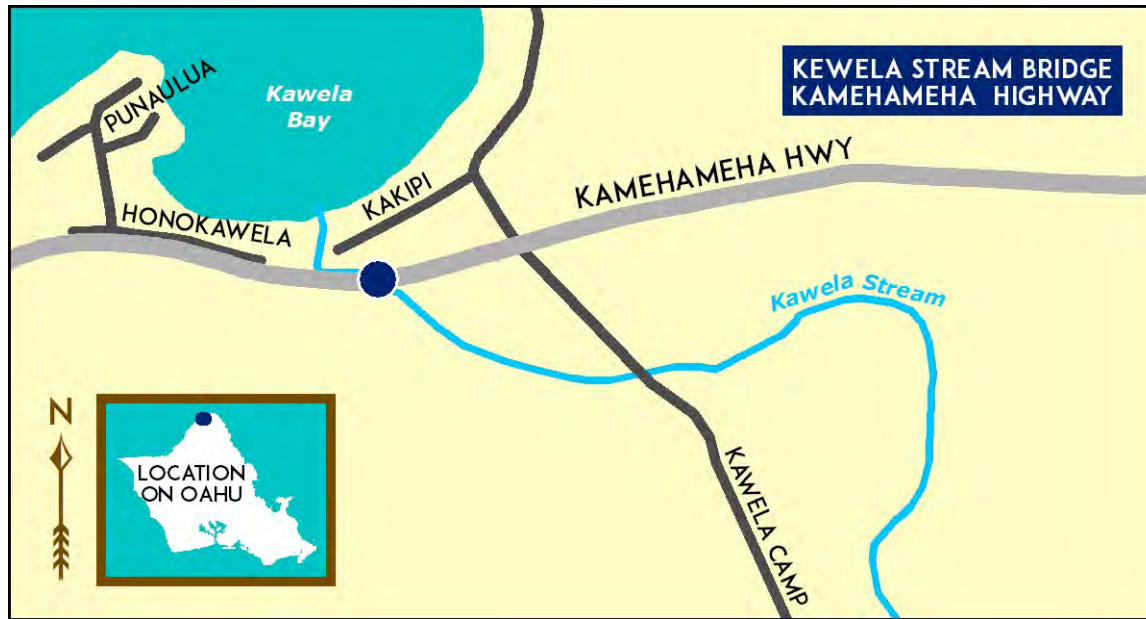 KEWELA STREAM BRIDGE
KAMEHAMEHA HIGHWAY
PUNAULUA
Kawela
Bay
HONOKAWELA
KAKIPI
KAMEHAMEHA HWY
Kawela Stream
KAWELA CAMP
N
LOCATION
ON OAHU